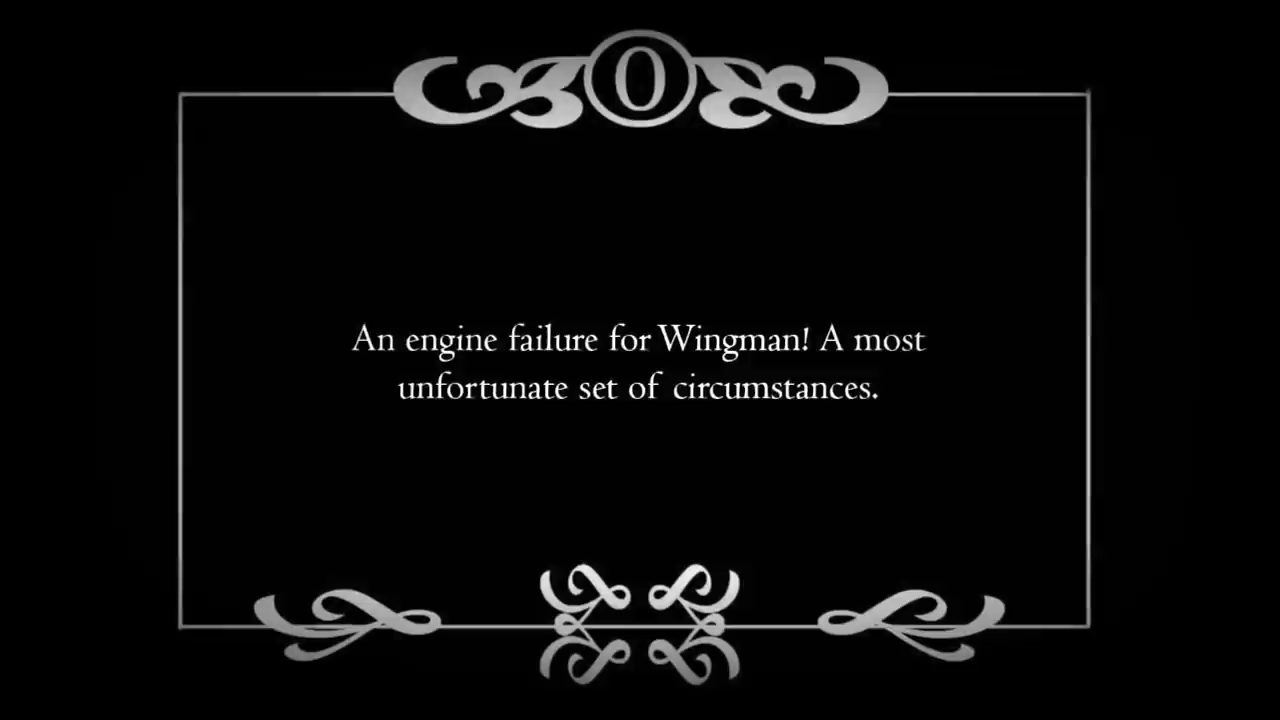 O
An engine failure for Wingman! A most
unfortunate set of circumstances.